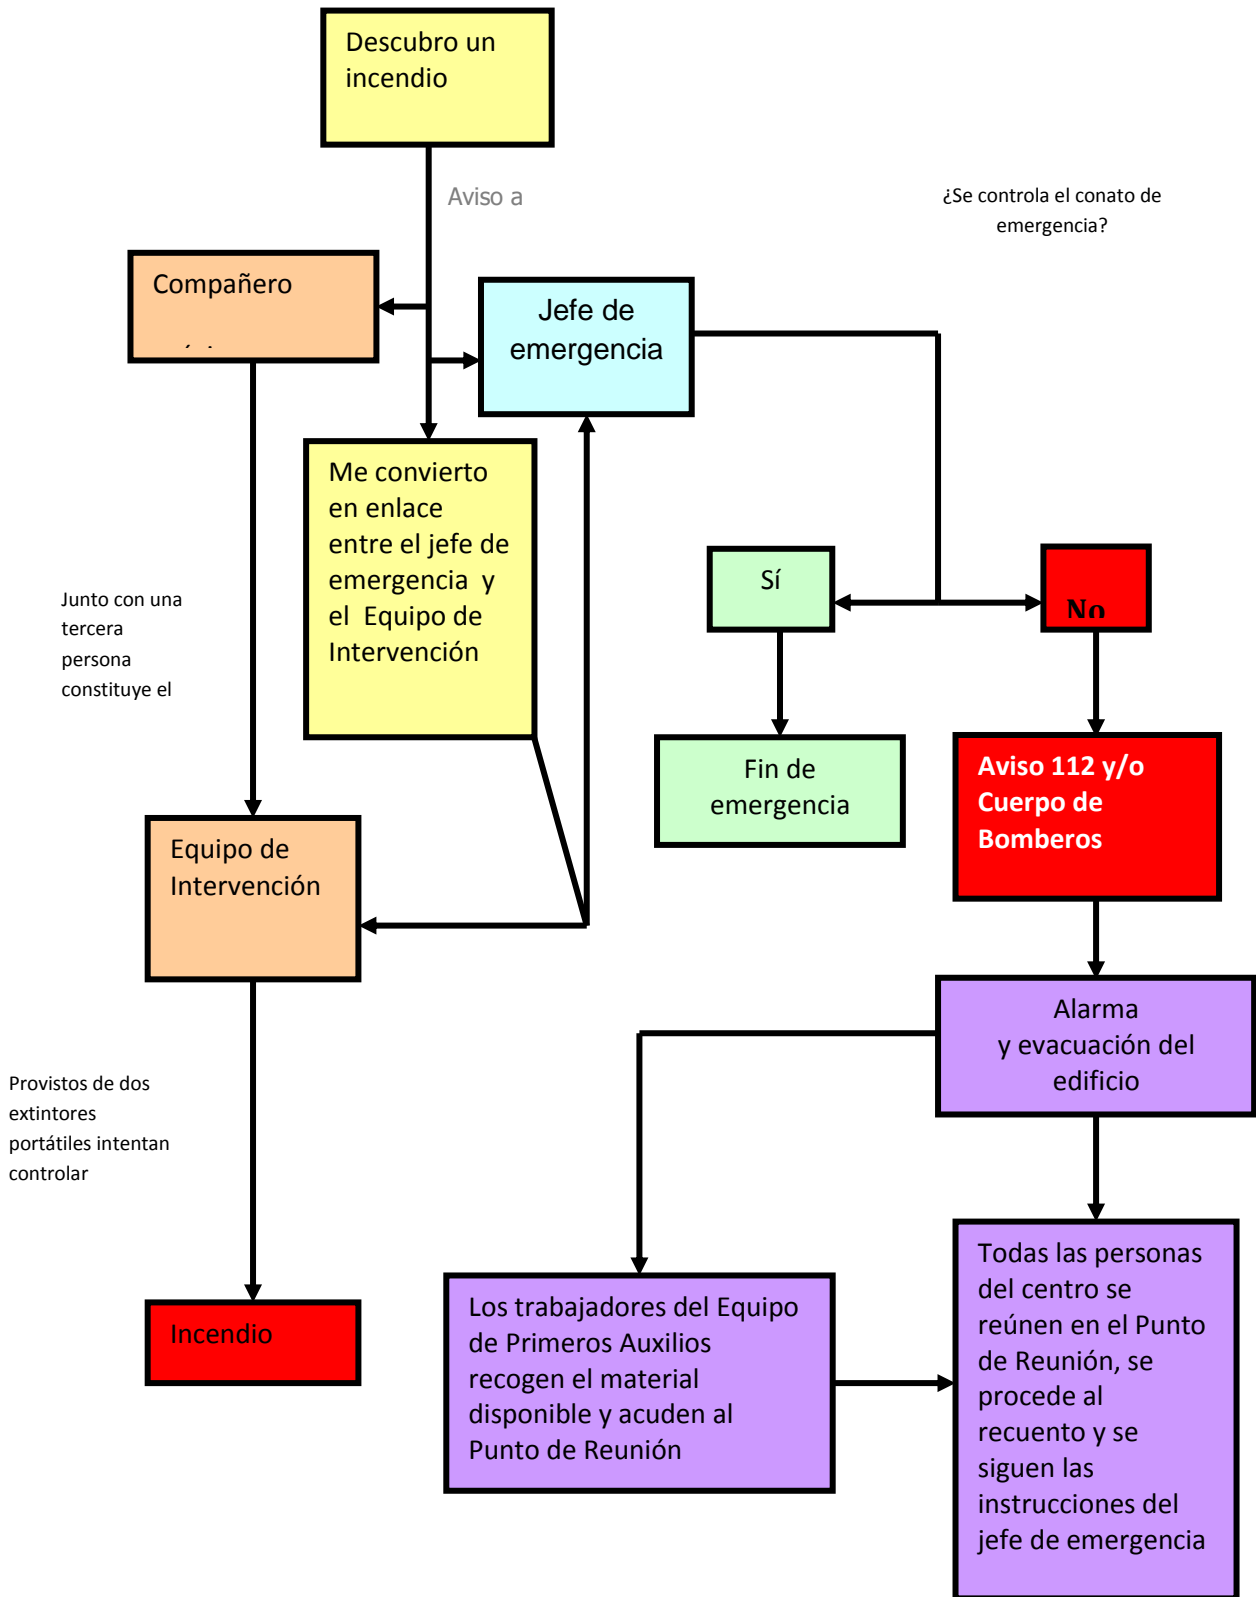 Descubro un
incendio
Aviso a
¿Se controla el conato de
emergencia?
Compañero
Jefe de
emergencia
Me convierto
en enlace
entre el jefe de
emergencia y
el Equipo de
Intervención
Sí
No
Junto con una
tercera
persona
constituye el
Fin de
emergencia
Aviso 112 y/o
Cuerpo de
Bomberos
Equipo de
Intervención
Alarma
y evacuación del
edificio
Provistos de dos
extintores
portátiles intentan
controlar
Incendio
Los trabajadores del Equipo
de Primeros Auxilios
recogen el material
disponible y acuden al
Punto de Reunión
Todas las personas
del centro se
reúnen en el Punto
de Reunión, se
procede al
recuento y se
siguen las
instrucciones del
jefe de emergencia